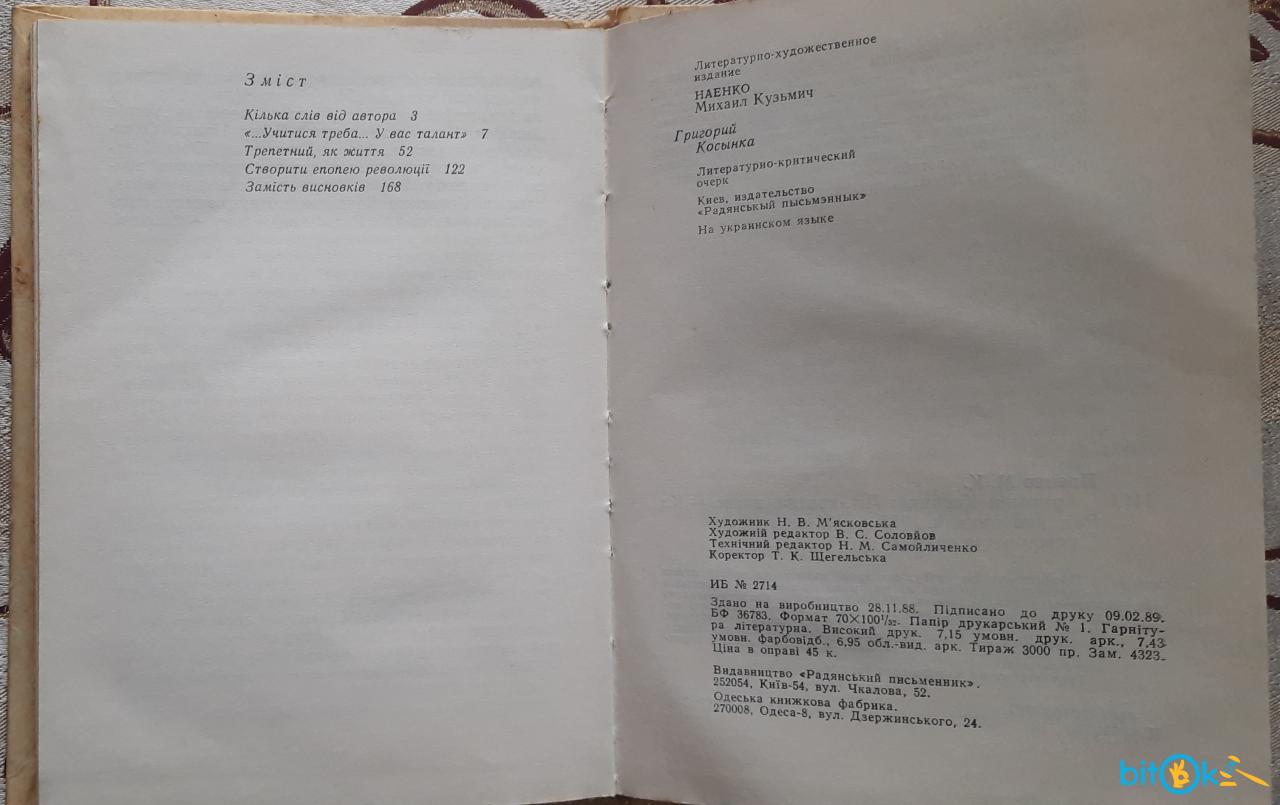 Зміст
Кілька слів від автора 3
«...Учитися треба... У вас талант» 7
Трепетний, як життя 52
Створити епопею революції 122
Замість висновків 168
Литературно-художественное
издание
НАЕНКО
Михаил Кузьмич
Григорий
Косынка
Литературно-критический
очерк
Киев, издательство
«Радянськый пысьмэннык»
На украинском языке
Художник Н. В. М'ясковська
Художній редактор В. С. Соловйов
Технічний редактор Н. М. Самойличенко
Коректор Т. К. Щегельська
ИБ № 2714
Здано на виробництво 28.11.88. Підписано до друку 09.02.89.
БФ 36783. Формат 70×100¹/₃₂. Папір друкарський № 1. Гарніту-
ра літературна. Високий друк. 7,15 умовн. друк. арк., 7,43
умовн. фарбовідб., 6,95 обл.-вид. арк. Тираж 3000 пр. Зам. 4323.
Ціна в оправі 45 к.
Видавництво «Радянський письменник».
252054, Київ-54, вул. Чкалова, 52.
Одеська книжкова фабрика.
270008, Одеса-8, вул. Дзержинського, 24.
bitOk